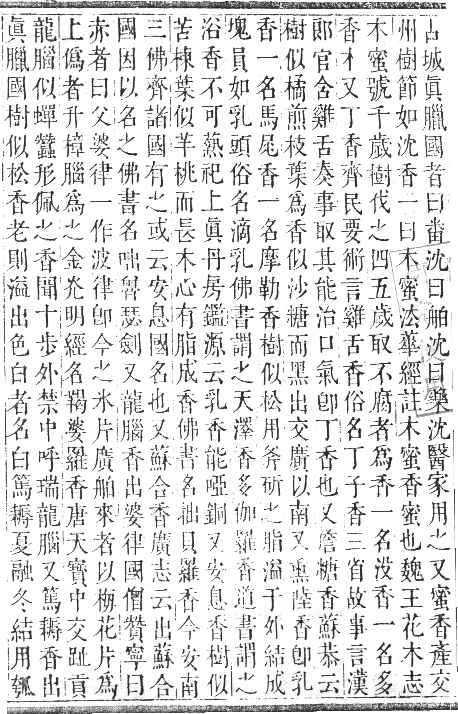 占城眞臘國者曰番沈曰舶沈曰藥沈醫家用之又蜜香產交
州樹節如沈香一曰木蜜法華經註木蜜香蜜也魏王花木志
木蜜號千歲樹伐之四五歲取不腐者爲香一名没香一名多
香木又丁香齊民要術言雞舌香俗名丁子香三省故事言漢
郎官含雞舌奏事取其能治口氣卽丁香也又詹糖香蘇恭云
樹似橘煎枝葉爲香似沙糖而黑出交廣以南又熏陸香卽乳
香一名馬尾香一名摩勒香樹似松用斧斫之脂溢于外結成
塊員如乳頭俗名滴乳佛書謂之天澤香多伽羅香道書謂之
浴香不可爇祀上眞丹房鑑源云乳香能啞銅又安息香樹似
苦楝葉似羊桃而長木心有脂成香佛書名拙貝羅香今安南
三佛齊諸國有之或云安息國名也又蘇合香廣志云出蘇合
國因以名之佛書名咄魯瑟劍又龍腦香出婆律國僧贊寧曰
赤者曰父婆律一作波律卽今之氷片廣舶來者以梅花片爲
上僞者升樟腦爲之金光明經名羯婆羅香唐天寶中交趾貢
龍腦似蟬蠶形佩之香聞十步外禁中呼瑞龍腦又篤耨香出
眞臘國樹似松香老則溢出色白者名白篤耨夏融冬結用瓠